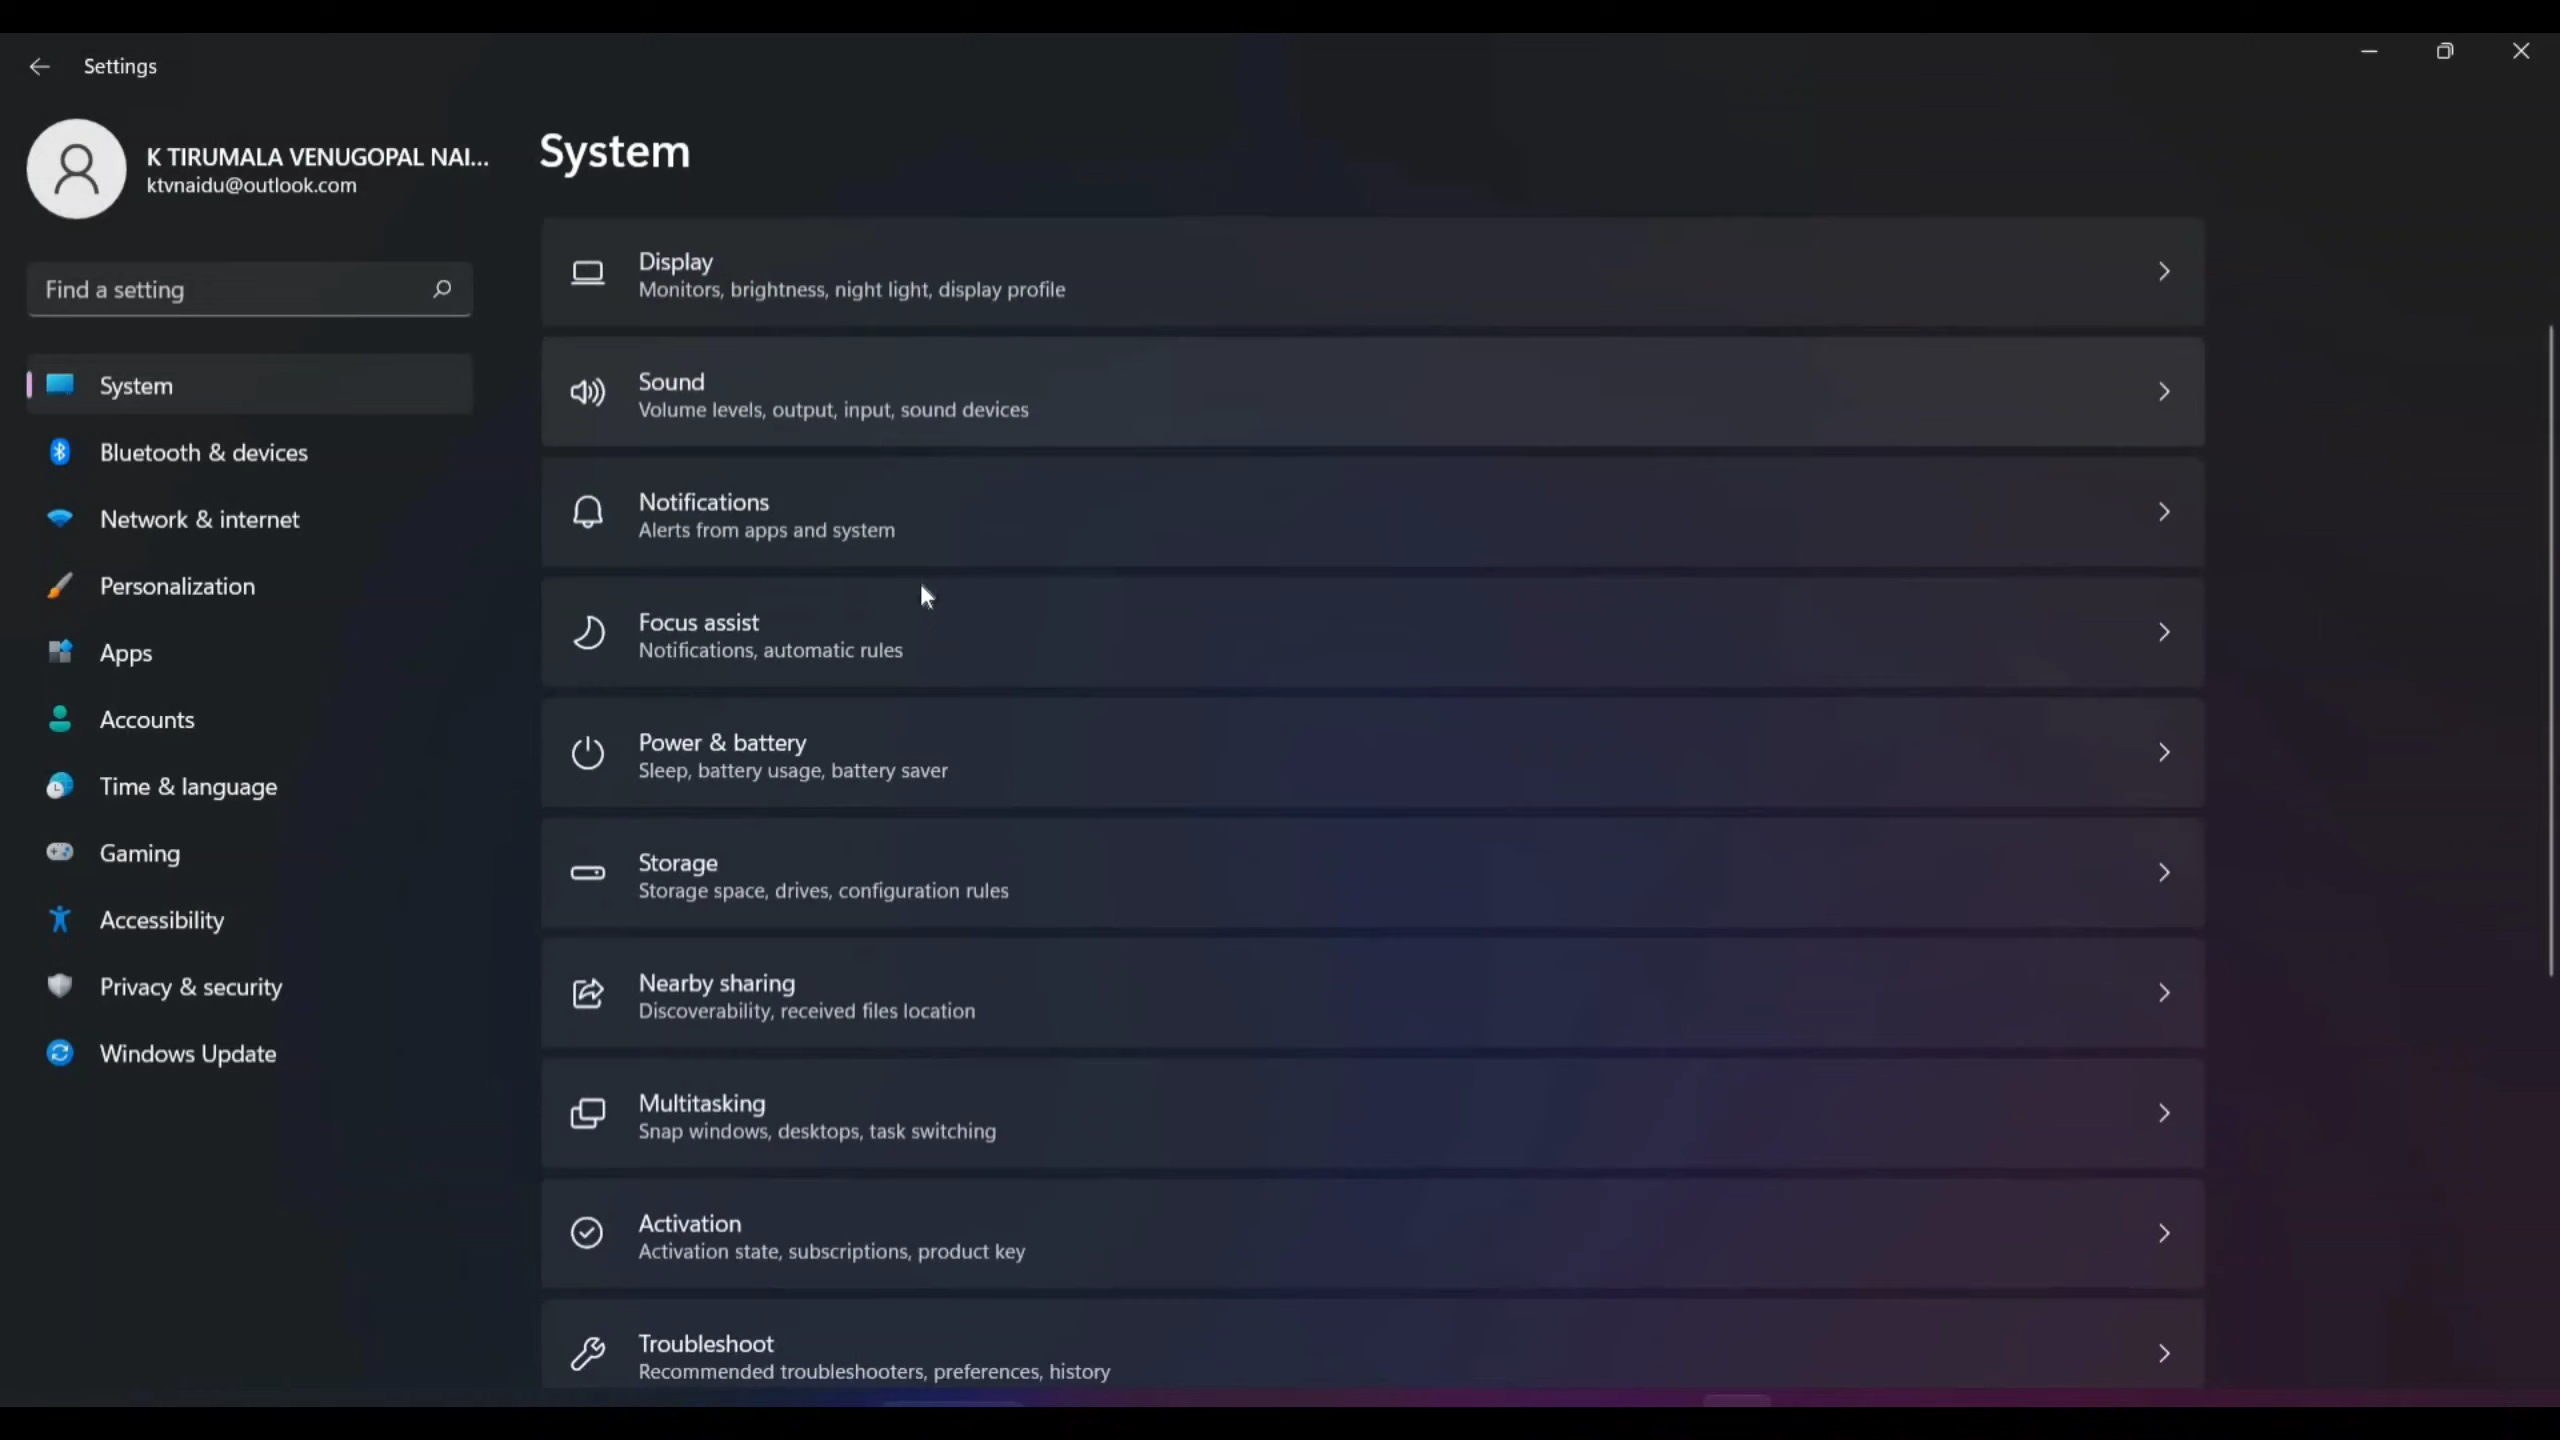 Settings
K TIRUMALA VENUGOPAL NAI...
ktvnaidu@outlook.com
Find a setting
System
Bluetooth & devices
Network & internet
Personalization
Apps
Accounts
Time & language
Gaming
Accessibility
Privacy & security
Windows Update
System
Display
Monitors, brightness, night light, display profile
Sound
Volume levels, output, input, sound devices
Notifications
Alerts from apps and system
Focus assist
Notifications, automatic rules
Power & battery
Sleep, battery usage, battery saver
Storage
Storage space, drives, configuration rules
Nearby sharing
Discoverability, received files location
Multitasking
Snap windows, desktops, task switching
Activation
Activation state, subscriptions, product key
Troubleshoot
Recommended troubleshooters, preferences, history